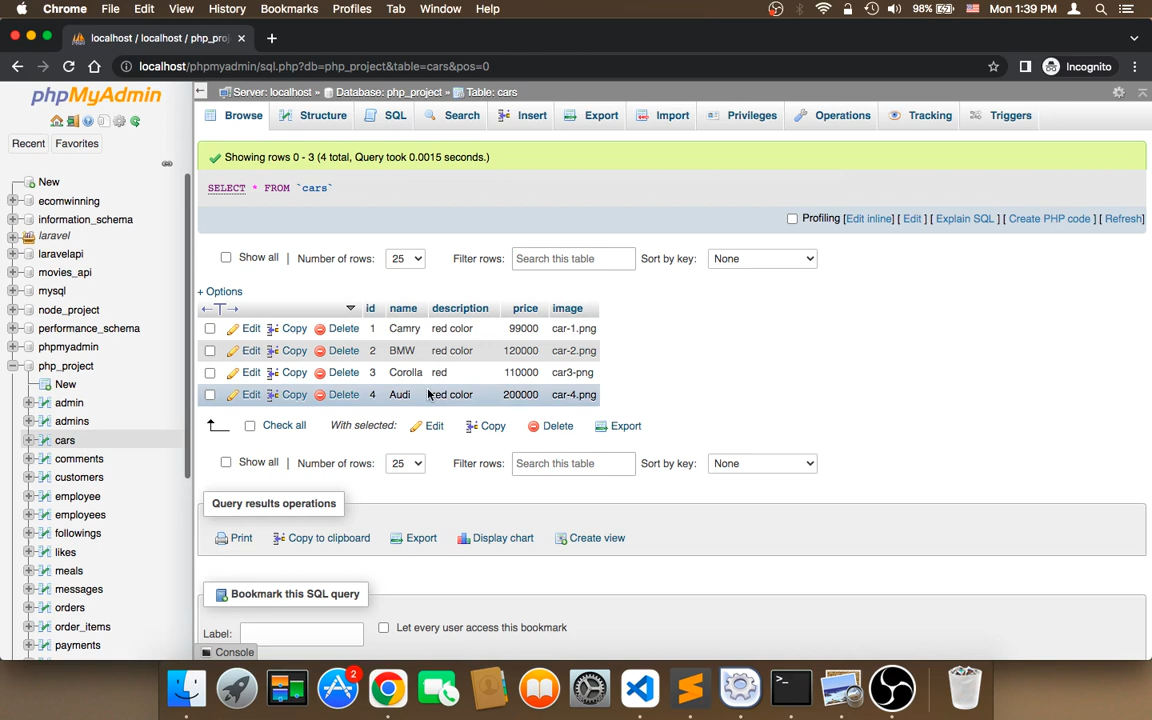 Chrome File Edit View History Bookmarks Profiles Tab Window Help 98% Mon 1:39 PM
localhost / localhost / php_pro
localhost/phpmyadmin/sql.php?db=php_project&table=cars&pos=0 Incognito
phpMyAdmin
Recent Favorites
New
ecomwinning
information_schema
laravel
laravelapi
movies_api
mysql
node_project
performance_schema
phpmyadmin
php_project
New
admin
admins
cars
comments
customers
employee
employees
followings
likes
meals
messages
orders
order_items
payments
Server: localhost » Database: php_project » Table: cars
Browse Structure SQL Search Insert Export Import Privileges Operations Tracking Triggers
Showing rows 0 - 3 (4 total, Query took 0.0015 seconds.)
SELECT * FROM `cars`
Profiling [Edit inline] [ Edit ] [ Explain SQL ] [ Create PHP code ] [ Refresh]
Show all | Number of rows: 25 Filter rows: Search this table Sort by key: None
+ Options
id name description price image
Edit Copy Delete 1 Camry red color 99000 car-1.png
Edit Copy Delete 2 BMW red color 120000 car-2.png
Edit Copy Delete 3 Corolla red 110000 car3-png
Edit Copy Delete 4 Audi red color 200000 car-4.png
Check all With selected: Edit Copy Delete Export
Show all | Number of rows: 25 Filter rows: Search this table Sort by key: None
Query results operations
Print Copy to clipboard Export Display chart Create view
Bookmark this SQL query
Label: Let every user access this bookmark
Console
2